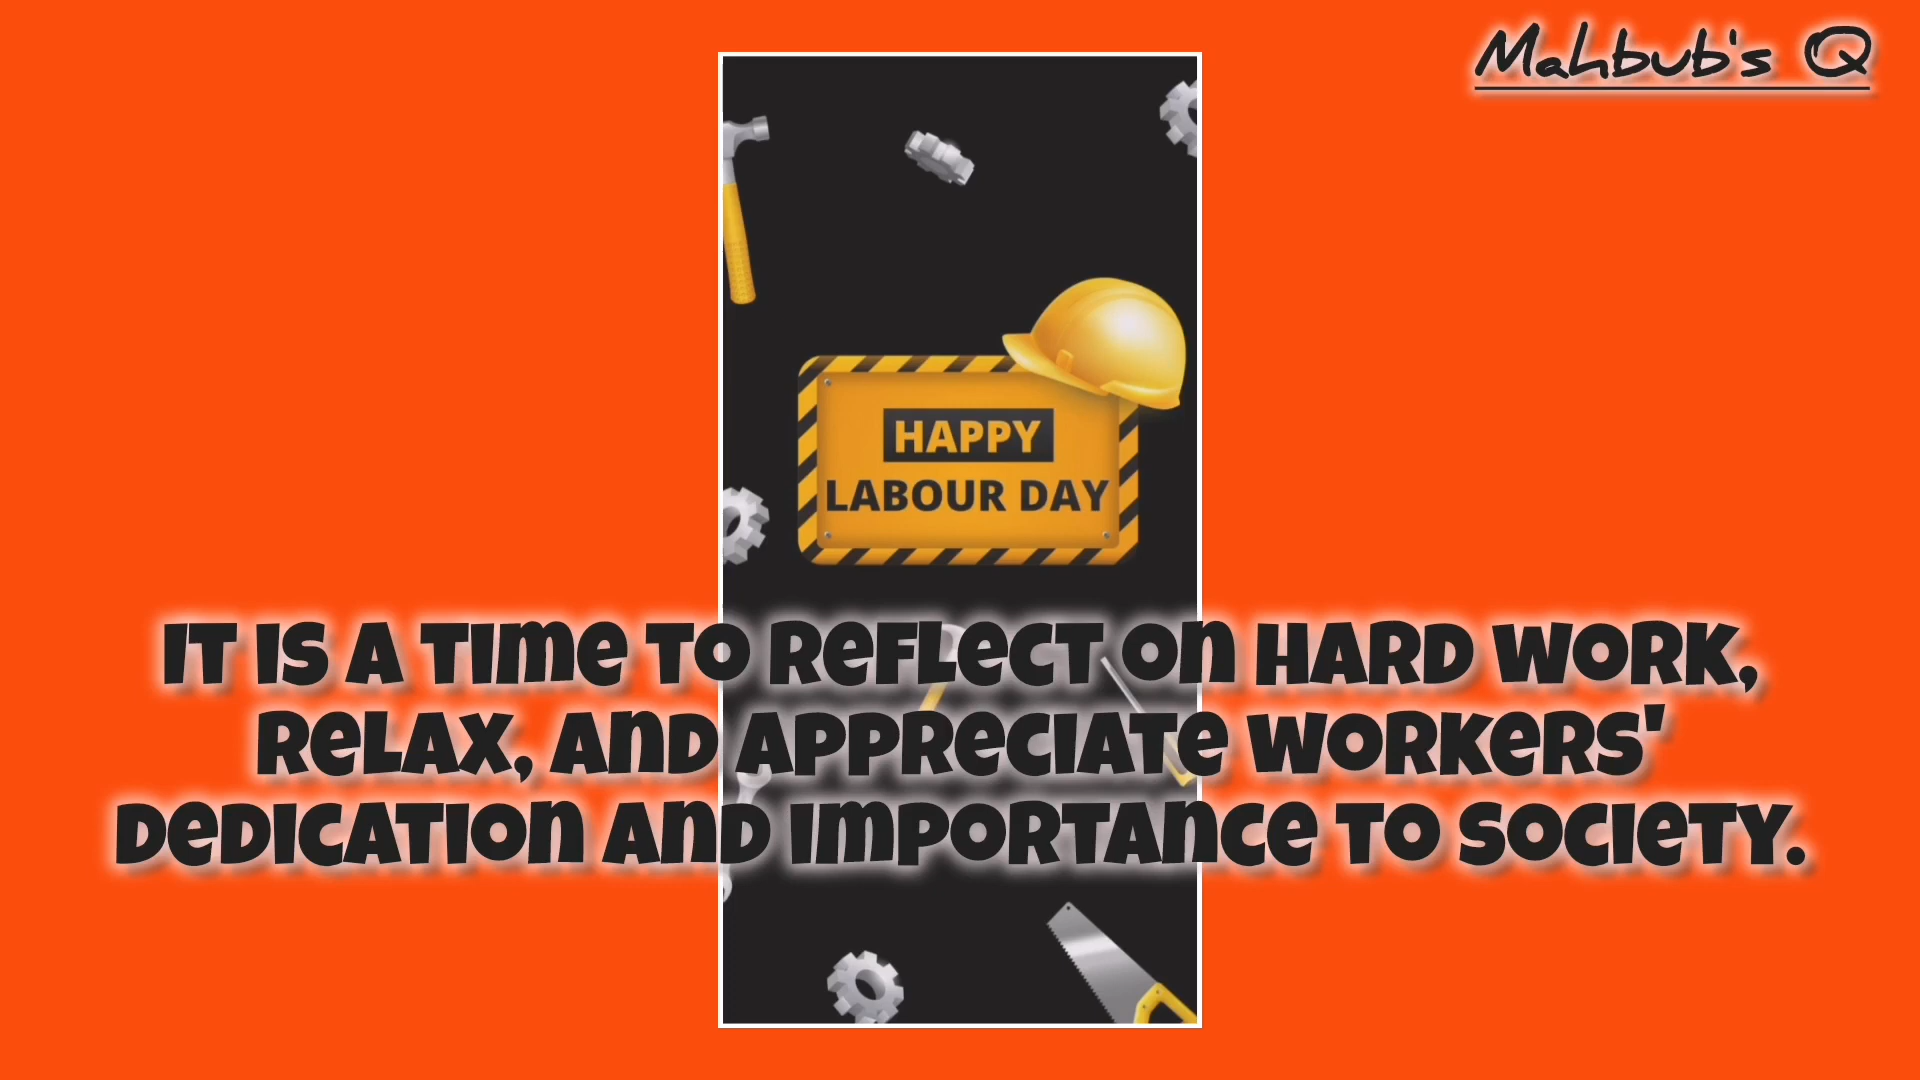 Mahbub's Q
HAPPY
LABOUR DAY
IT IS A TIME TO REFLECT ON HARD WORK,
RELAX, AND APPRECIATE WORKERS'
DEDICATION AND IMPORTANCE TO SOCIETY.